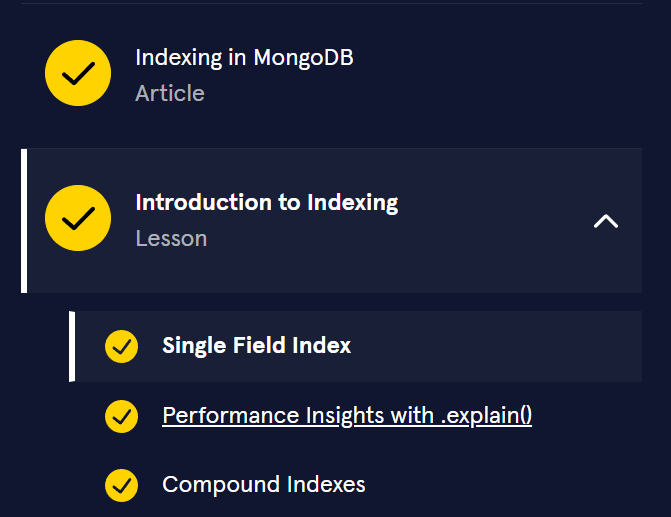 Indexing in MongoDB
Article
Introduction to Indexing
Lesson
Single Field Index
Performance Insights with .explain()
Compound Indexes